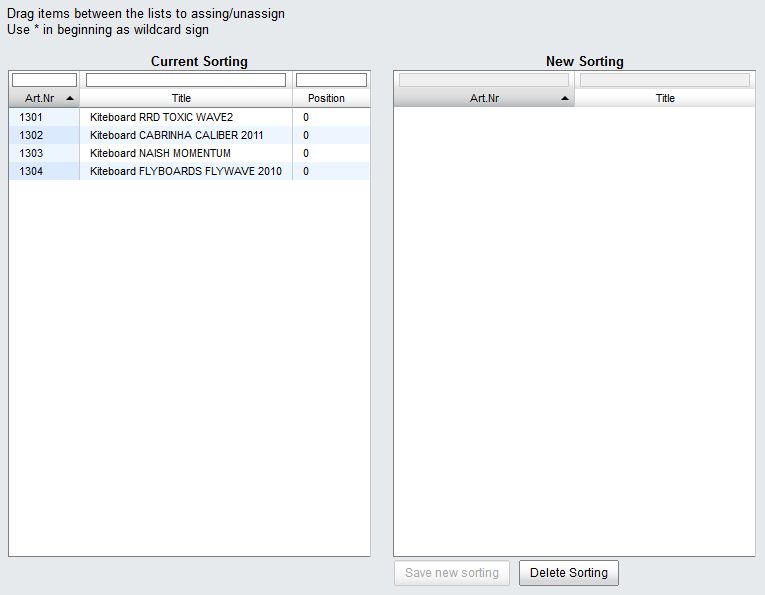 Drag items between the lists to assing/unassign
Use * in beginning as wildcard sign
Current Sorting
Art.Nr Title Position
1301 Kiteboard RRD TOXIC WAVE2 0
1302 Kiteboard CABRINHA CALIBER 2011 0
1303 Kiteboard NAISH MOMENTUM 0
1304 Kiteboard FLYBOARDS FLYWAVE 2010 0
New Sorting
Art.Nr Title
Save new sorting Delete Sorting